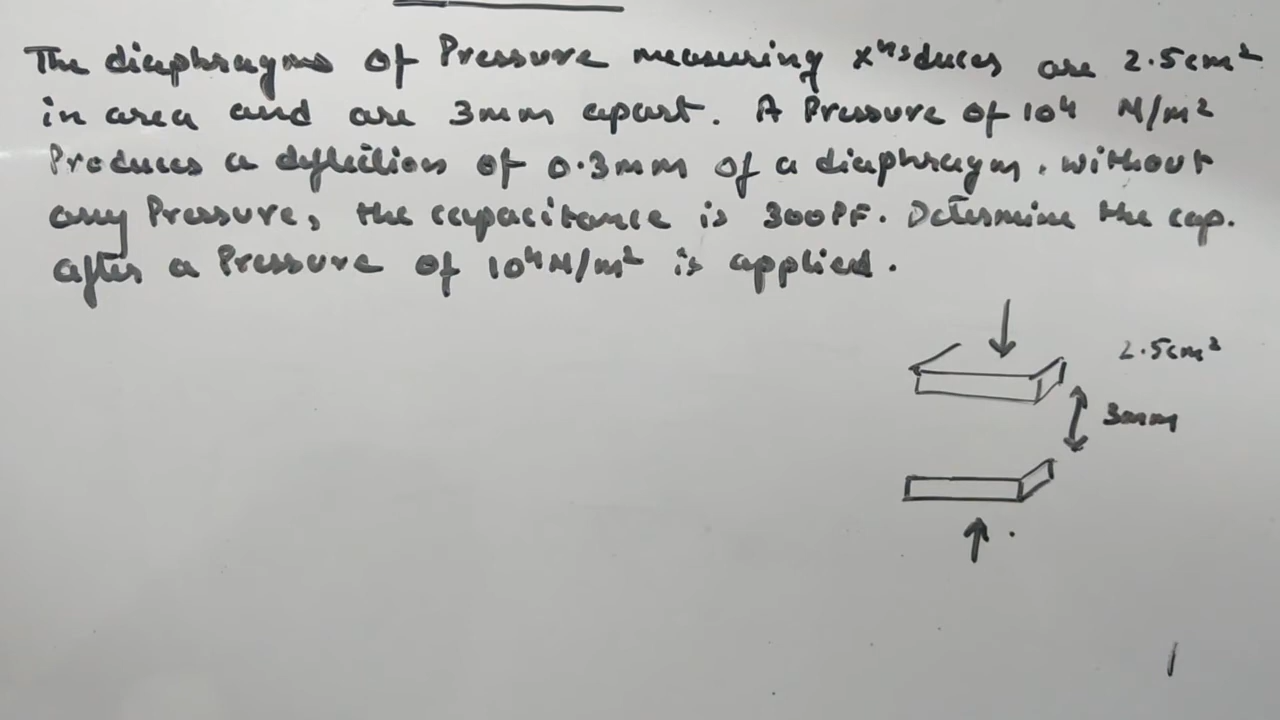 The diaphragms of Pressure measuring xⁿˢducers are 2.5cm²
in area and are 3mm apart. A Pressure of 10⁴ N/m²
Produces a deflection of 0.3mm of a diaphragm. without
any Pressure, the capacitance is 300PF. Determine the cap.
after a Pressure of 10⁴N/m² is applied.
2.5cm²
3mm